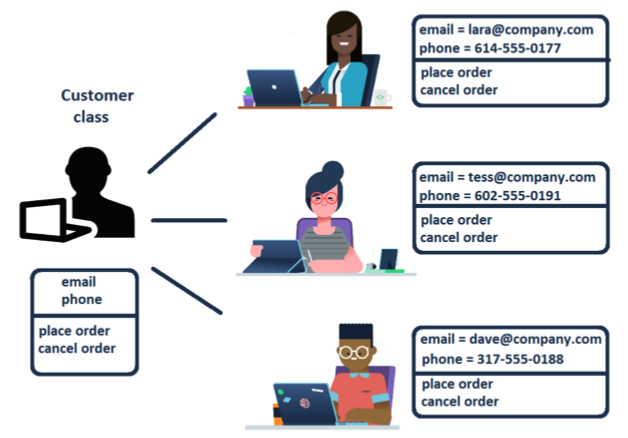 Customer
class
email
phone
place order
cancel order
email = lara@company.com
phone = 614-555-0177
place order
cancel order
email = tess@company.com
phone = 602-555-0191
place order
cancel order
email = dave@company.com
phone = 317-555-0188
place order
cancel order